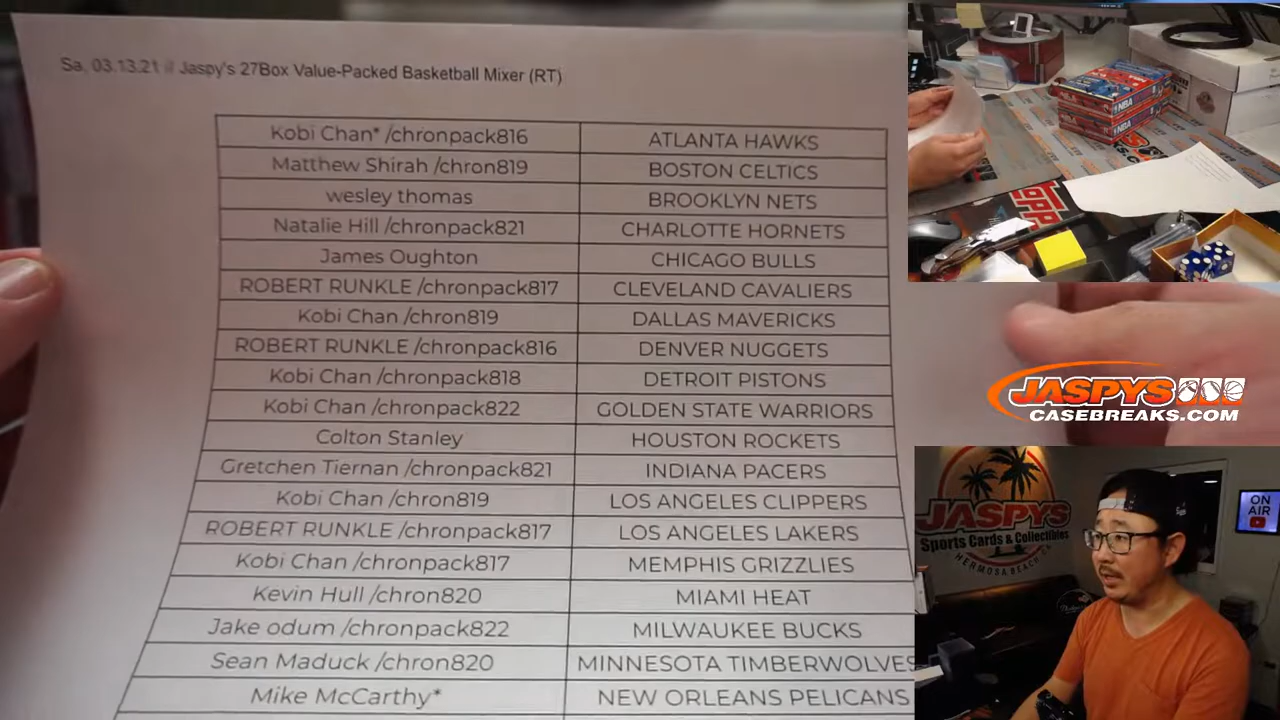 Sa, 03.13.21 // Jaspy's 27Box Value-Packed Basketball Mixer (RT)
Kobi Chan* /chronpack816 ATLANTA HAWKS
Matthew Shirah /chron819 BOSTON CELTICS
wesley thomas BROOKLYN NETS
Natalie Hill /chronpack821 CHARLOTTE HORNETS
James Oughton CHICAGO BULLS
ROBERT RUNKLE /chronpack817 CLEVELAND CAVALIERS
Kobi Chan /chron819 DALLAS MAVERICKS
ROBERT RUNKLE /chronpack816 DENVER NUGGETS
Kobi Chan /chronpack818 DETROIT PISTONS
Kobi Chan /chronpack822 GOLDEN STATE WARRIORS
Colton Stanley HOUSTON ROCKETS
Gretchen Tiernan /chronpack821 INDIANA PACERS
Kobi Chan /chron819 LOS ANGELES CLIPPERS
ROBERT RUNKLE /chronpack817 LOS ANGELES LAKERS
Kobi Chan /chronpack817 MEMPHIS GRIZZLIES
Kevin Hull /chron820 MIAMI HEAT
Jake odum /chronpack822 MILWAUKEE BUCKS
Sean Maduck /chron820 MINNESOTA TIMBERWOLVES
Mike McCarthy* NEW ORLEANS PELICANS
NBA
NBA
TOPP
JASPYS
CASEBREAKS.COM
JASPYS
Sports Cards & Collectibles
HERMOSA BEACH, CA
ON
AIR